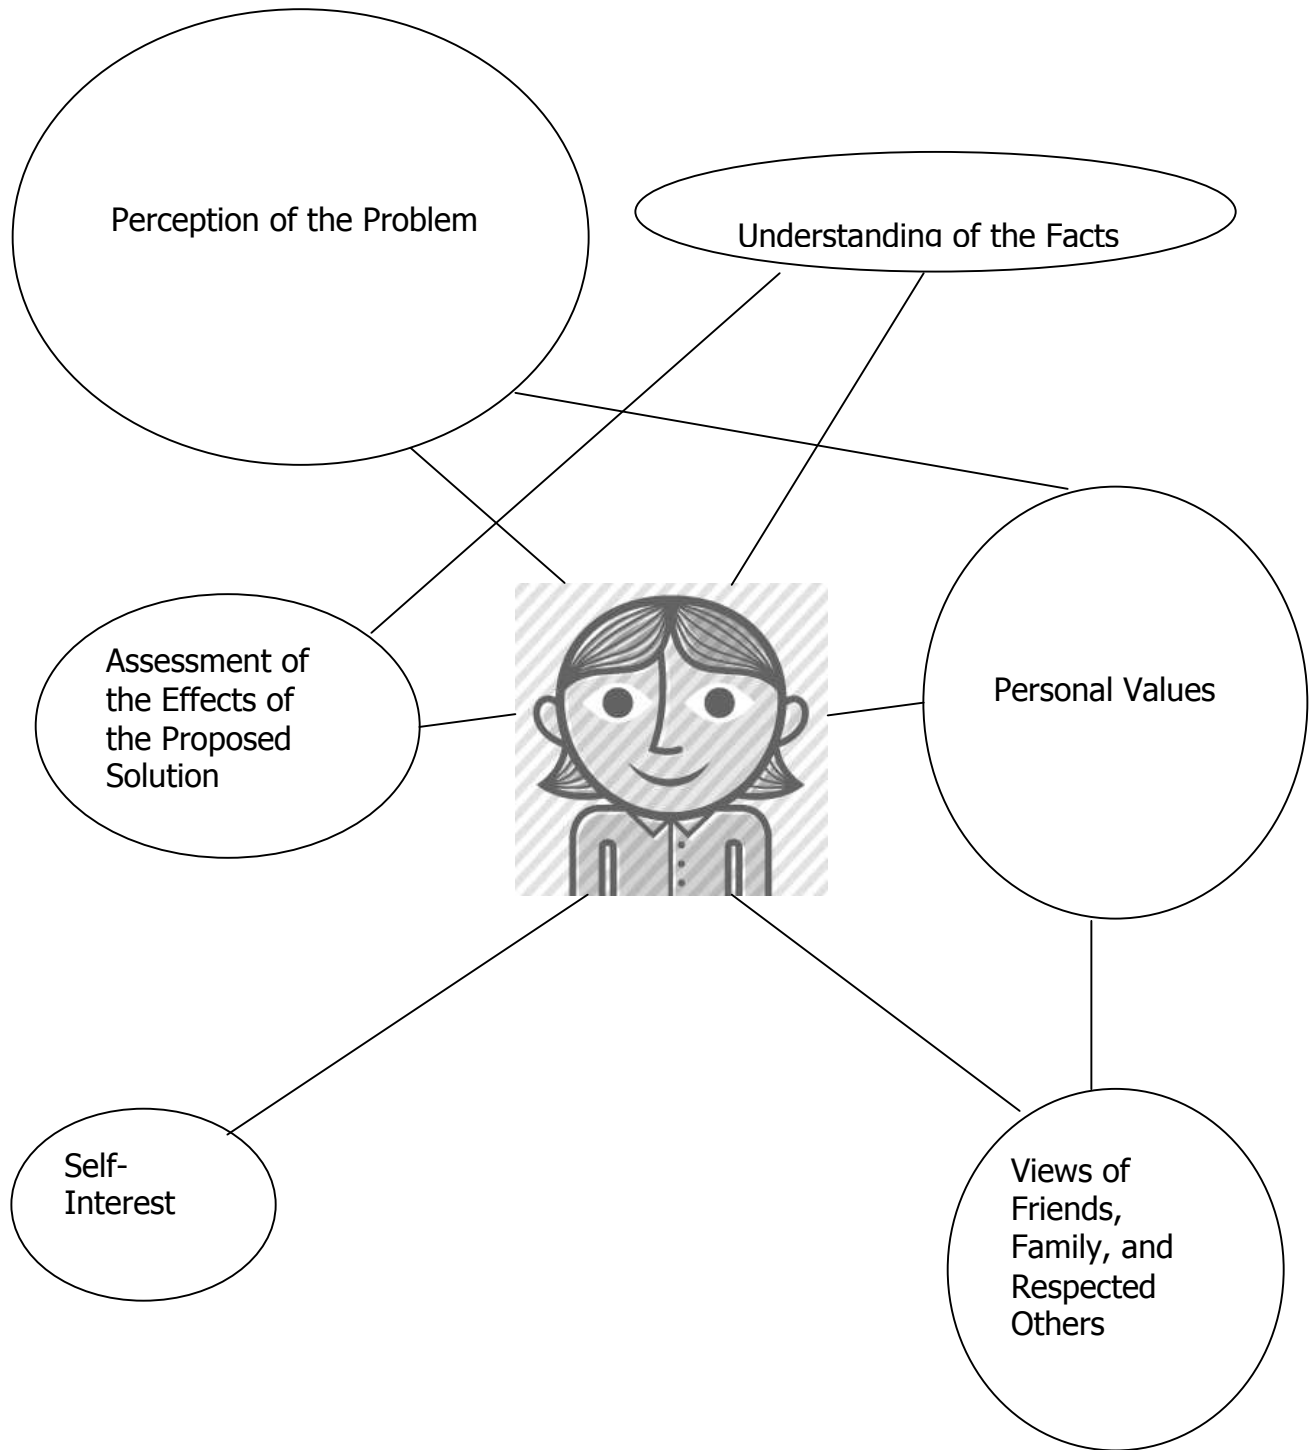 Perception of the Problem
Understanding of the Facts
Assessment of
the Effects of
the Proposed
Solution
Personal Values
Self-
Interest
Views of
Friends,
Family, and
Respected
Others